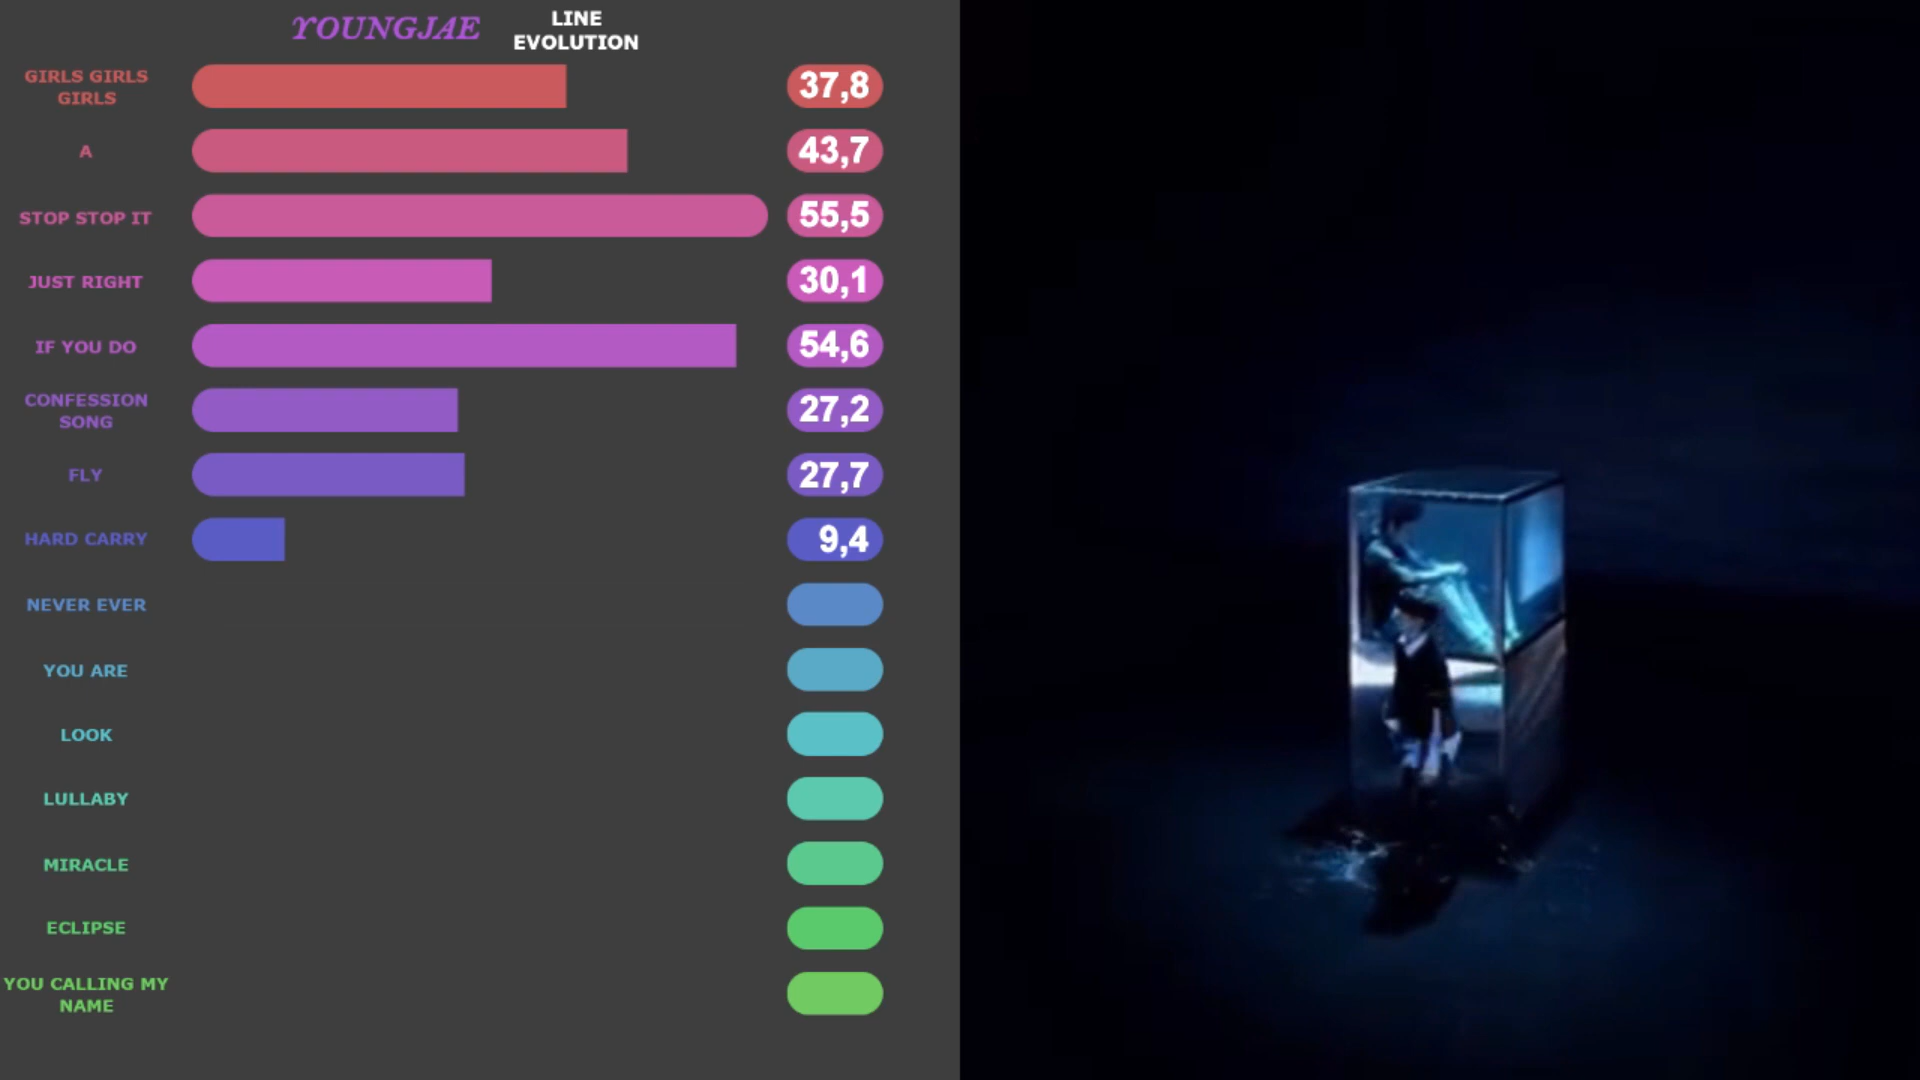 YOUNGJAE
LINE
EVOLUTION
GIRLS GIRLS
GIRLS
37,8
A
43,7
STOP STOP IT
55,5
JUST RIGHT
30,1
IF YOU DO
54,6
CONFESSION
SONG
27,2
FLY
27,7
HARD CARRY
9,4
NEVER EVER
YOU ARE
LOOK
LULLABY
MIRACLE
ECLIPSE
YOU CALLING MY
NAME